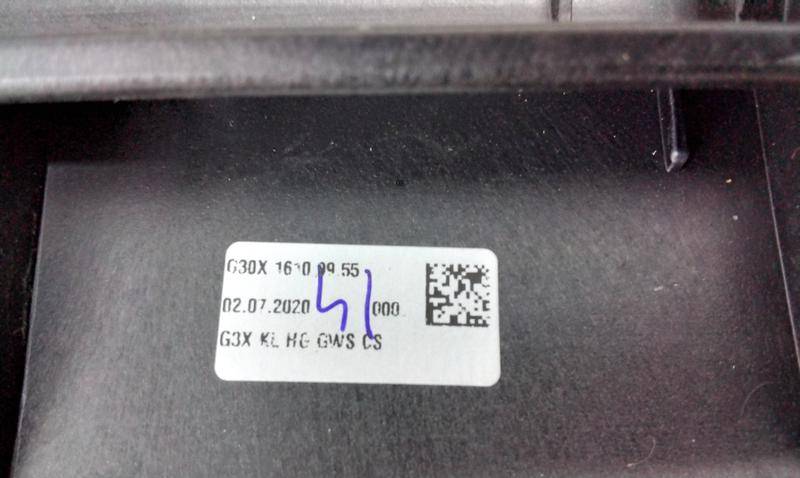 G30X 1610 09 55
02.07.2020 000
G3X KL HG GWS CS